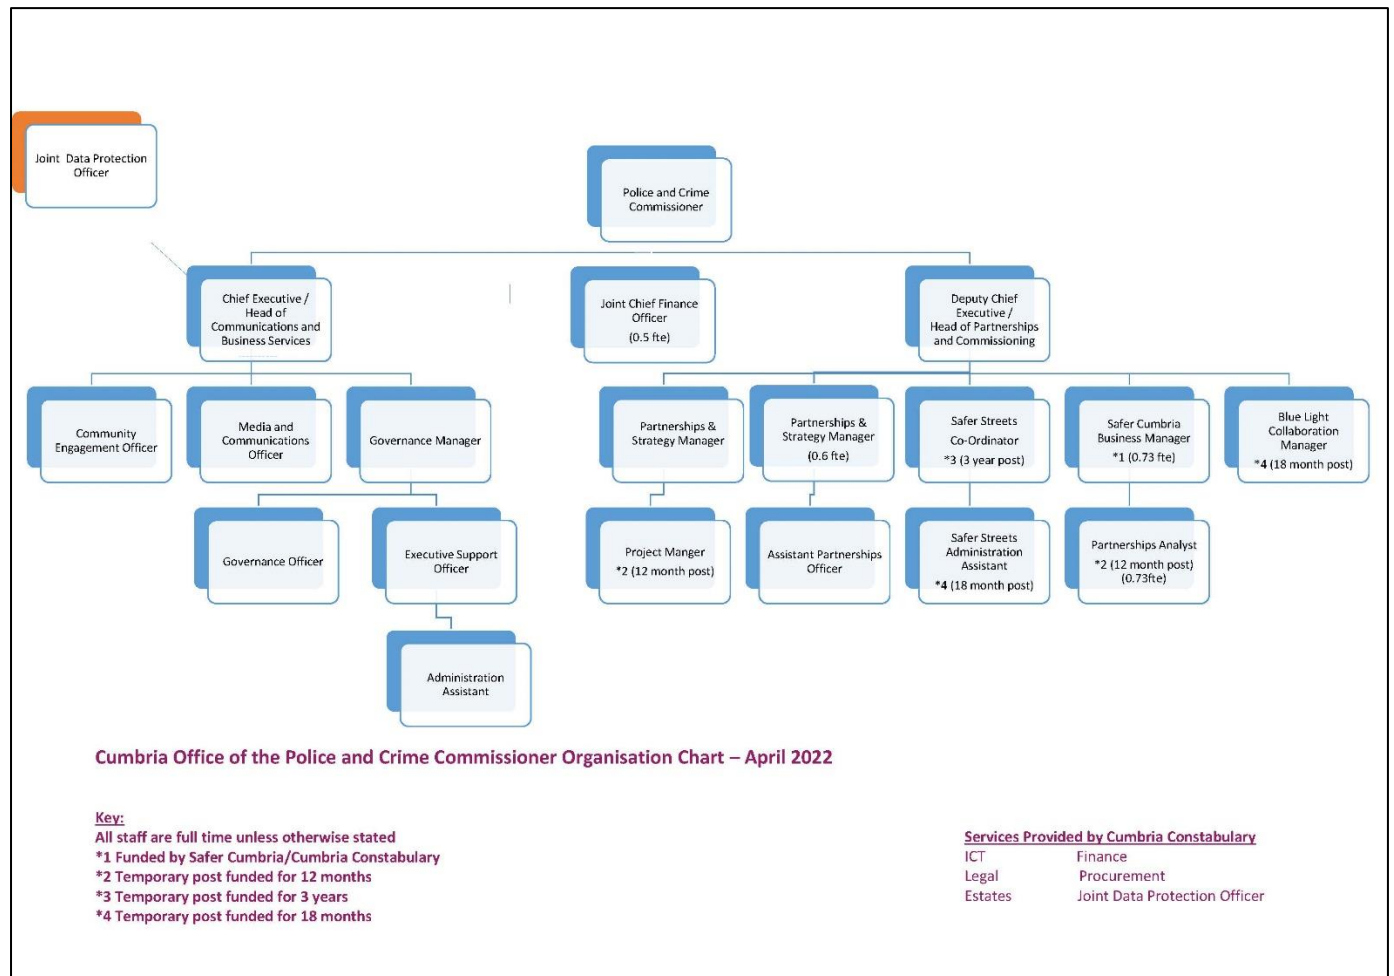 Joint Data Protection
Officer
Police and Crime
Commissioner
Chief Executive /
Head of
Communications and
Business Services
Joint Chief Finance
Officer
(0.5 fte)
Deputy Chief
Executive /
Head of Partnerships
and Commissioning
Community
Engagement Officer
Media and
Communications
Officer
Governance Manager
Partnerships &
Strategy Manager
Partnerships &
Strategy Manager
(0.6 fte)
Safer Streets
Co-Ordinator
*3 (3 year post)
Safer Cumbria
Business Manager
*1 (0.73 fte)
Blue Light
Collaboration
Manager
*4 (18 month post)
Governance Officer
Executive Support
Officer
Project Manger
*2 (12 month post)
Assistant Partnerships
Officer
Safer Streets
Administration
Assistant
*4 (18 month post)
Partnerships Analyst
*2 (12 month post)
(0.73fte)
Administration
Assistant
Cumbria Office of the Police and Crime Commissioner Organisation Chart – April 2022
Key:
All staff are full time unless otherwise stated
*1 Funded by Safer Cumbria/Cumbria Constabulary
*2 Temporary post funded for 12 months
*3 Temporary post funded for 3 years
*4 Temporary post funded for 18 months
Services Provided by Cumbria Constabulary
ICT Finance
Legal Procurement
Estates Joint Data Protection Officer